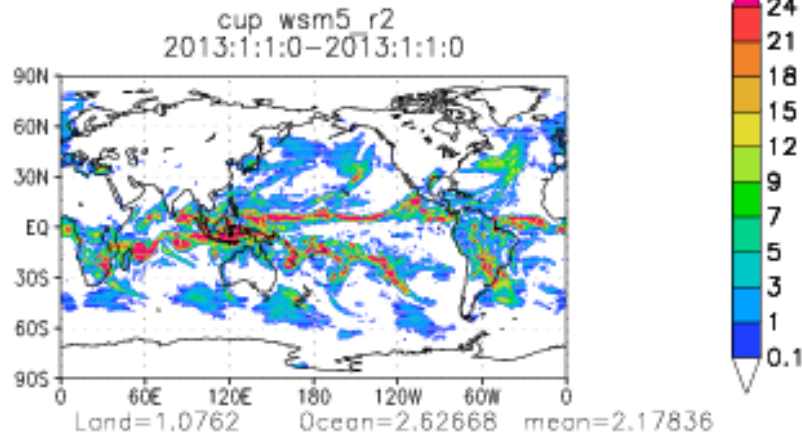 cup wsm5_r2
2013:1:1:0-2013:1:1:0
90N
60N
30N
EQ
30S
60S
90S
0 60E 120E 180 120W 60W 0
Land=1.0762 Ocean=2.62668 mean=2.17836
24
21
18
15
12
9
7
5
3
1
0.1